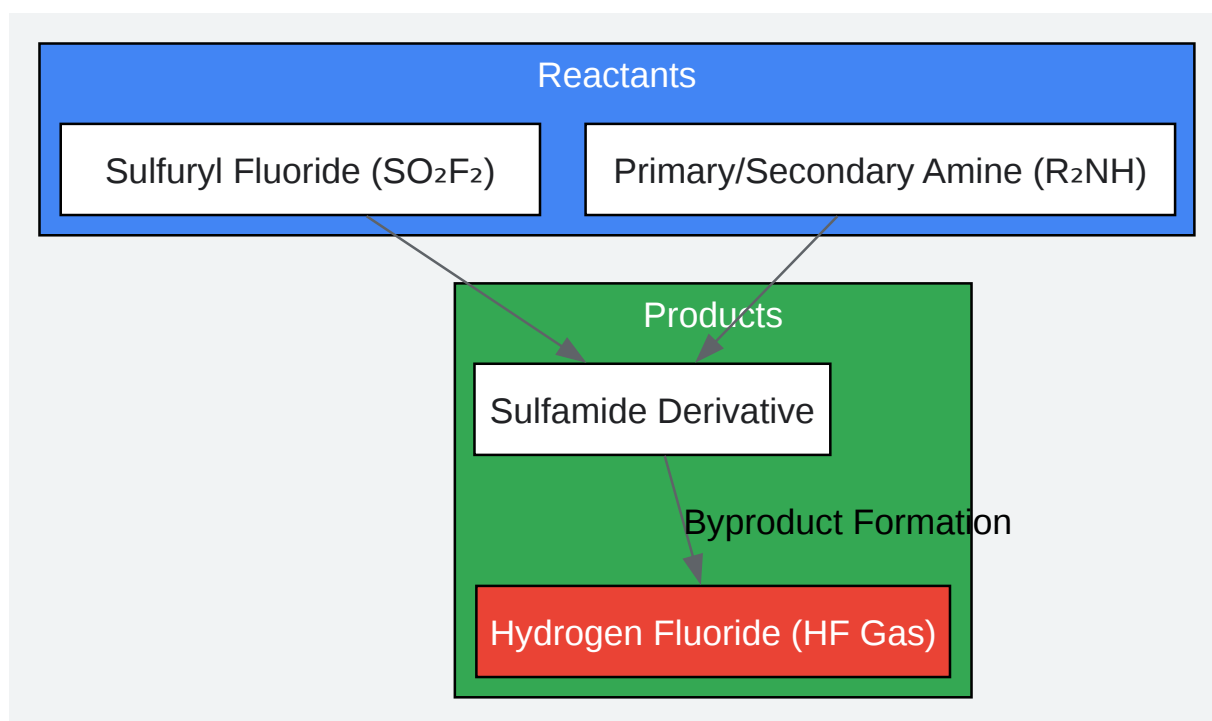 Reactants
Sulfuryl Fluoride (SO₂F₂)
Primary/Secondary Amine (R₂NH)
Products
Sulfamide Derivative
Byproduct Formation
Hydrogen Fluoride (HF Gas)